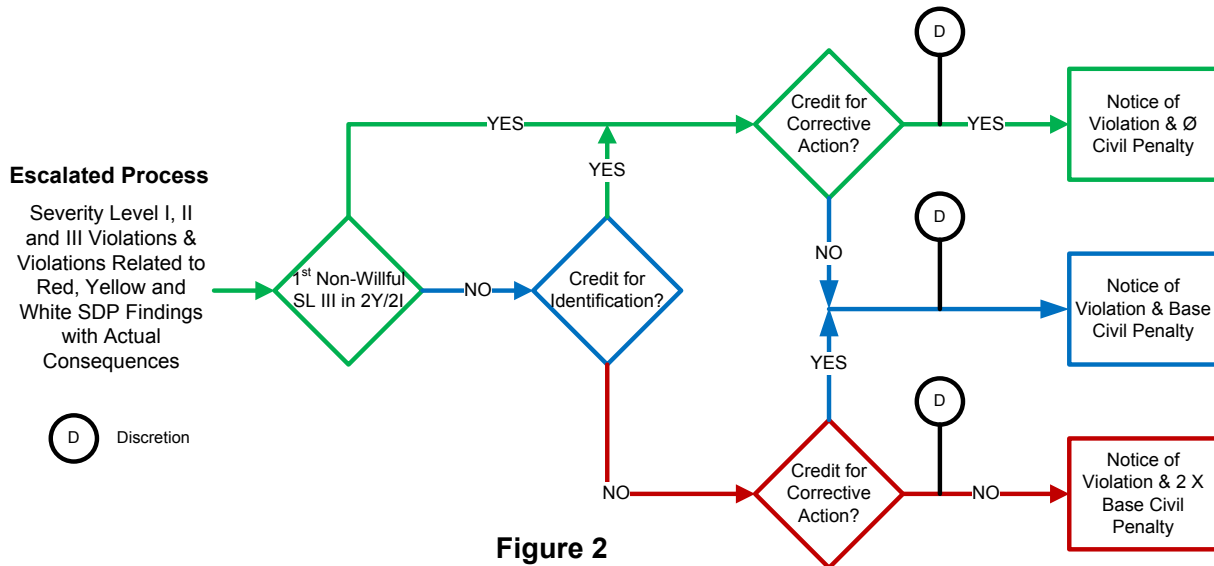 Escalated Process
Severity Level I, II
and III Violations &
Violations Related to
Red, Yellow and
White SDP Findings
with Actual
Consequences
D
Discretion
1st Non-Willful
SL III in 2Y/2I
YES
NO
Credit for
Identification?
YES
NO
Credit for
Corrective
Action?
D
YES
Notice of
Violation & Ø
Civil Penalty
NO
D
Notice of
Violation & Base
Civil Penalty
YES
Credit for
Corrective
Action?
D
NO
Notice of
Violation & 2 X
Base Civil
Penalty
Figure 2